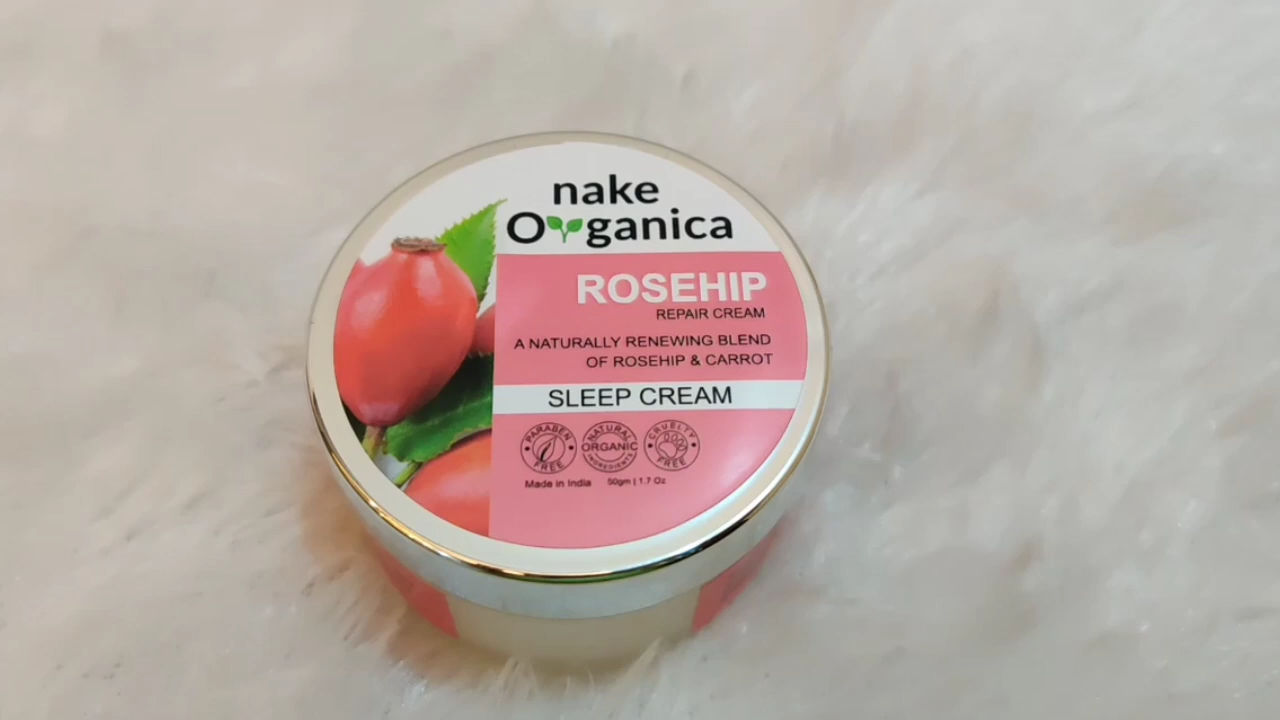 nake
Organica
ROSEHIP
REPAIR CREAM
A NATURALLY RENEWING BLEND
OF ROSEHIP & CARROT
SLEEP CREAM
PARABEN FREE
NATURAL ORGANIC INGREDIENTS
CRUELTY FREE
Made in India 50gm | 1.7 Oz